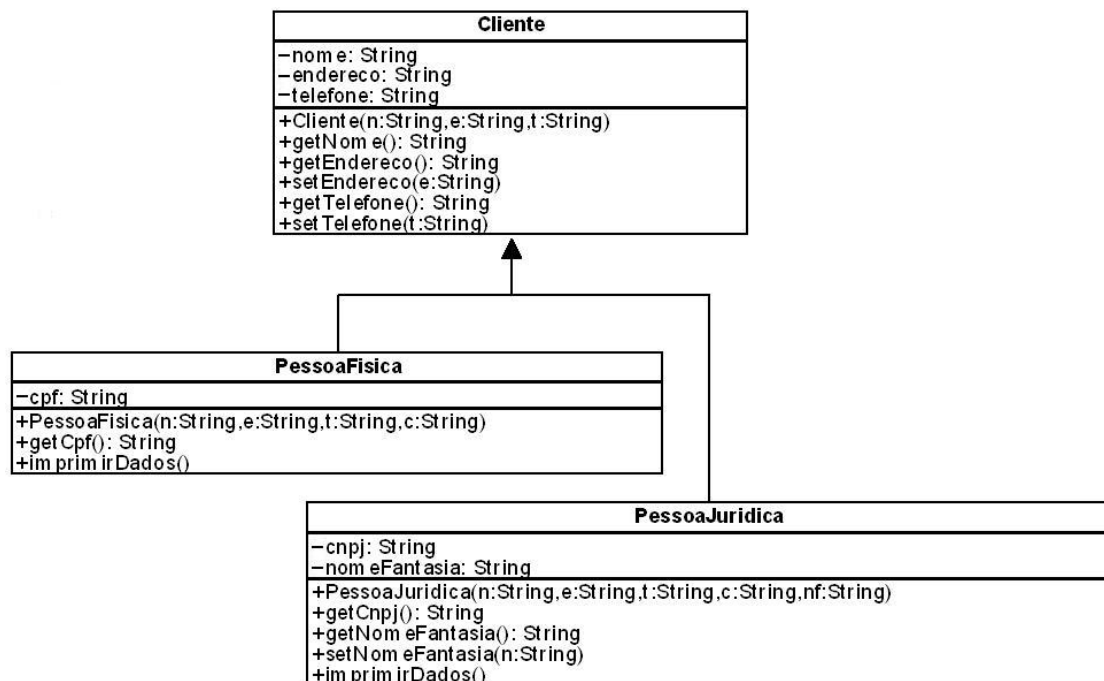 Cliente
−nome: String
−endereco: String
−telefone: String
+Cliente(n:String,e:String,t:String)
+getNome(): String
+getEndereco(): String
+setEndereco(e:String)
+getTelefone(): String
+setTelefone(t:String)
PessoaFisica
−cpf: String
+PessoaFisica(n:String,e:String,t:String,c:String)
+getCpf(): String
+imprimirDados()
PessoaJuridica
−cnpj: String
−nomeFantasia: String
+PessoaJuridica(n:String,e:String,t:String,c:String,nf:String)
+getCnpj(): String
+getNomeFantasia(): String
+setNomeFantasia(n:String)
+imprimirDados()